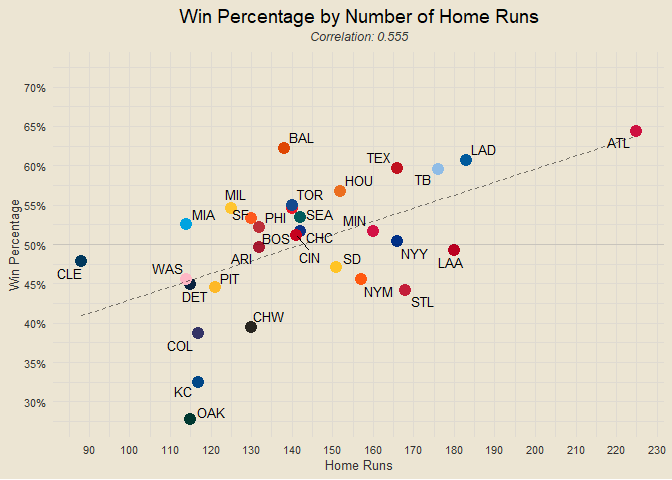 Win Percentage by Number of Home Runs
Correlation: 0.555
Win Percentage
70%
65%
60%
55%
50%
45%
40%
35%
30%
ATL
BAL
LAD
TEX
TB
HOU
MIL
TOR
MIA
SF
PHI
SEA
MIN
BOS
CHC
NYY
ARI
CIN
SD
LAA
CLE
WAS
PIT
DET
NYM
STL
CHW
COL
KC
OAK
90 100 110 120 130 140 150 160 170 180 190 200 210 220 230
Home Runs